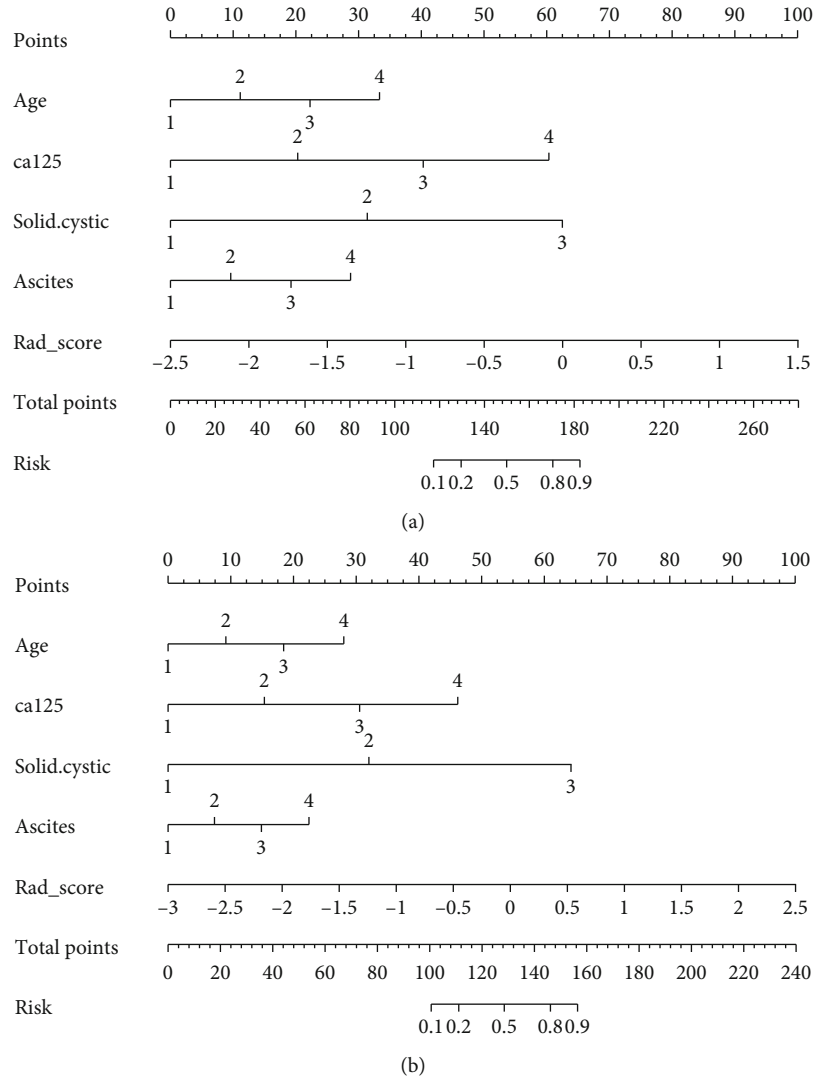 0 10 20 30 40 50 60 70 80 90 100
Points
2 4
Age
1 3
2 4
ca125
1 3
2
Solid.cystic
1 3
2 4
Ascites
1 3
Rad_score
−2.5 −2 −1.5 −1 −0.5 0 0.5 1 1.5
Total points
0 20 40 60 80 100 140 180 220 260
Risk
0.1 0.2 0.5 0.8 0.9
(a)
0 10 20 30 40 50 60 70 80 90 100
Points
2 4
Age
1 3
2 4
ca125
1 3
2
Solid.cystic
1 3
2 4
Ascites
1 3
Rad_score
−3 −2.5 −2 −1.5 −1 −0.5 0 0.5 1 1.5 2 2.5
Total points
0 20 40 60 80 100 120 140 160 180 200 220 240
Risk
0.1 0.2 0.5 0.8 0.9
(b)